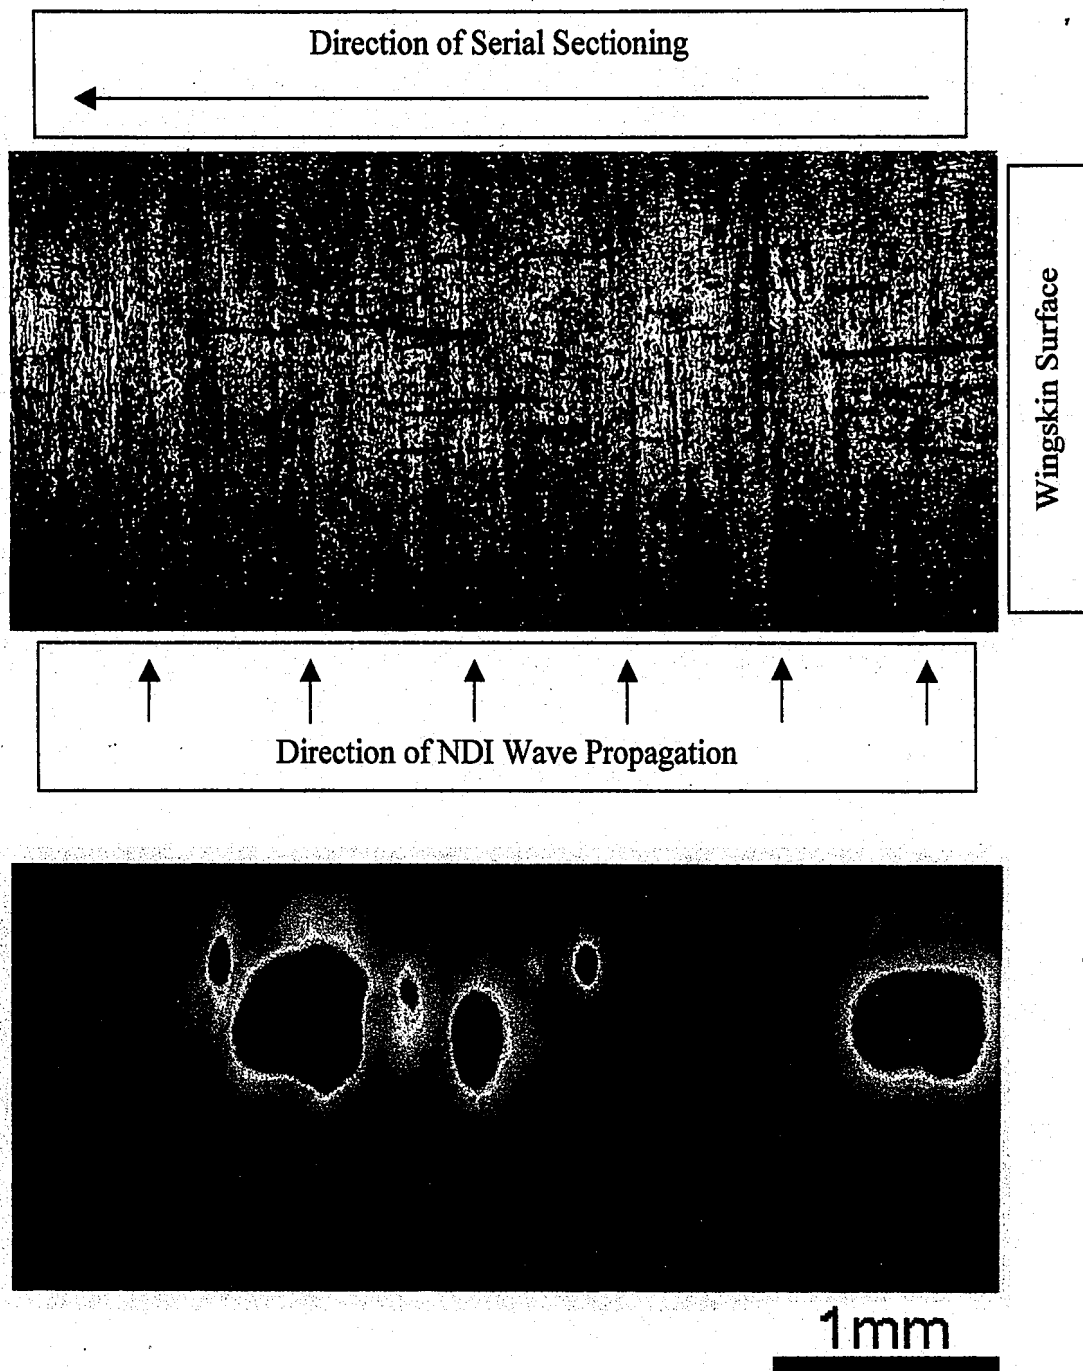 Direction of Serial Sectioning
Wingskin Surface
Direction of NDI Wave Propagation
1mm